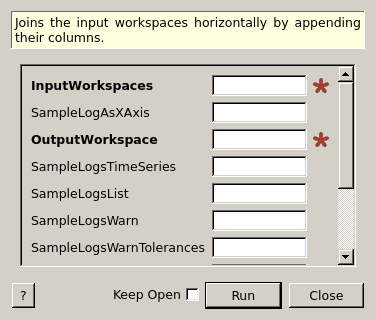 Joins the input workspaces horizontally by appending
their columns.
InputWorkspaces
SampleLogAsXAxis
OutputWorkspace
SampleLogsTimeSeries
SampleLogsList
SampleLogsWarn
SampleLogsWarnTolerances
? Keep Open Run Close